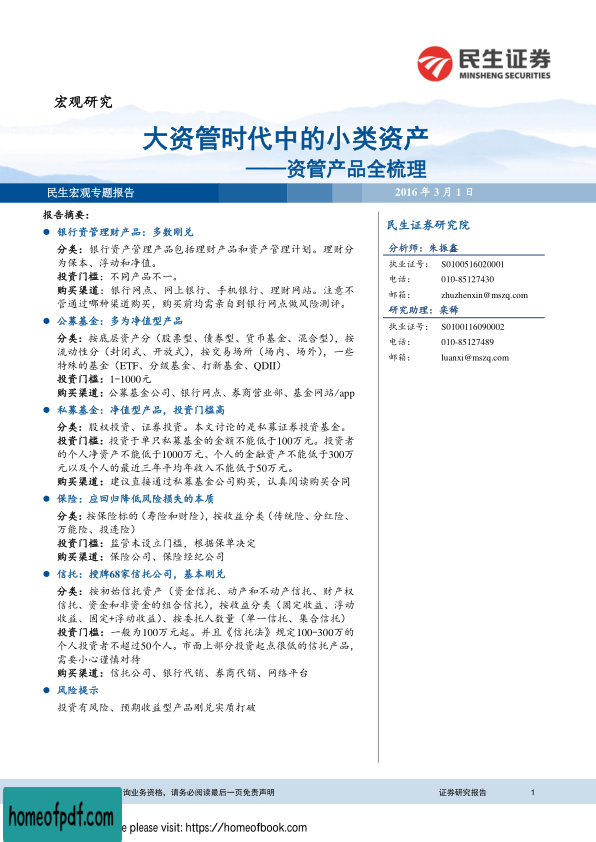 民生证券
MINSHENG SECURITIES
宏观研究
大资管时代中的小类资产
——资管产品全梳理
民生宏观专题报告
2016 年 3 月 1 日
报告摘要：
● 银行资管理财产品：多数刚兑
分类：银行资产管理产品包括理财产品和资产管理计划。理财分
为保本、浮动和净值。
投资门槛：不同产品不一。
购买渠道：银行网点、网上银行、手机银行、理财网站。注意不
管通过哪种渠道购买，购买前均需亲自到银行网点做风险测评。
● 公募基金：多为净值型产品
分类：按底层资产分（股票型、债券型、货币基金、混合型），按
流动性分（封闭式、开放式），按交易场所（场内、场外），一些
特殊的基金（ETF、分级基金、打新基金、QDII）
投资门槛：1-1000元
购买渠道：公募基金公司、银行网点、券商营业部、基金网站/app
● 私募基金：净值型产品，投资门槛高
分类：股权投资、证券投资。本文讨论的是私募证券投资基金。
投资门槛：投资于单只私募基金的金额不能低于100万元。投资者
的个人净资产不能低于1000万元、个人的金融资产不能低于300万
元以及个人的最近三年平均年收入不能低于50万元。
购买渠道：建议直接通过私募基金公司购买，认真阅读购买合同
● 保险：应回归降低风险损失的本质
分类：按保险标的（寿险和财险），按收益分类（传统险、分红险、
万能险、投连险）
投资门槛：监管未设立门槛，根据保单决定
购买渠道：保险公司、保险经纪公司
● 信托：授牌68家信托公司，基本刚兑
分类：按初始信托资产（资金信托、动产和不动产信托、财产权
信托、资金和非资金的组合信托），按收益分类（固定收益、浮动
收益、固定+浮动收益）、按委托人数量（单一信托、集合信托）
投资门槛：一般为100万元起。并且《信托法》规定100-300万的
个人投资者不超过50个人。市面上部分投资起点很低的信托产品，
需要小心谨慎对待
购买渠道：信托公司、银行代销、券商代销、网络平台
● 风险提示
投资有风险、预期收益型产品刚兑实质打破
民生证券研究院
分析师：朱振鑫
执业证号： S0100516020001
电话： 010-85127430
邮箱： zhuzhenxin@mszq.com
研究助理：栾稀
执业证号： S0100116090002
电话： 010-85127489
邮箱： luanxi@mszq.com
询业务资格，请务必阅读最后一页免责声明
证券研究报告
1
homeofpdf.com
e please visit: https://homeofbook.com